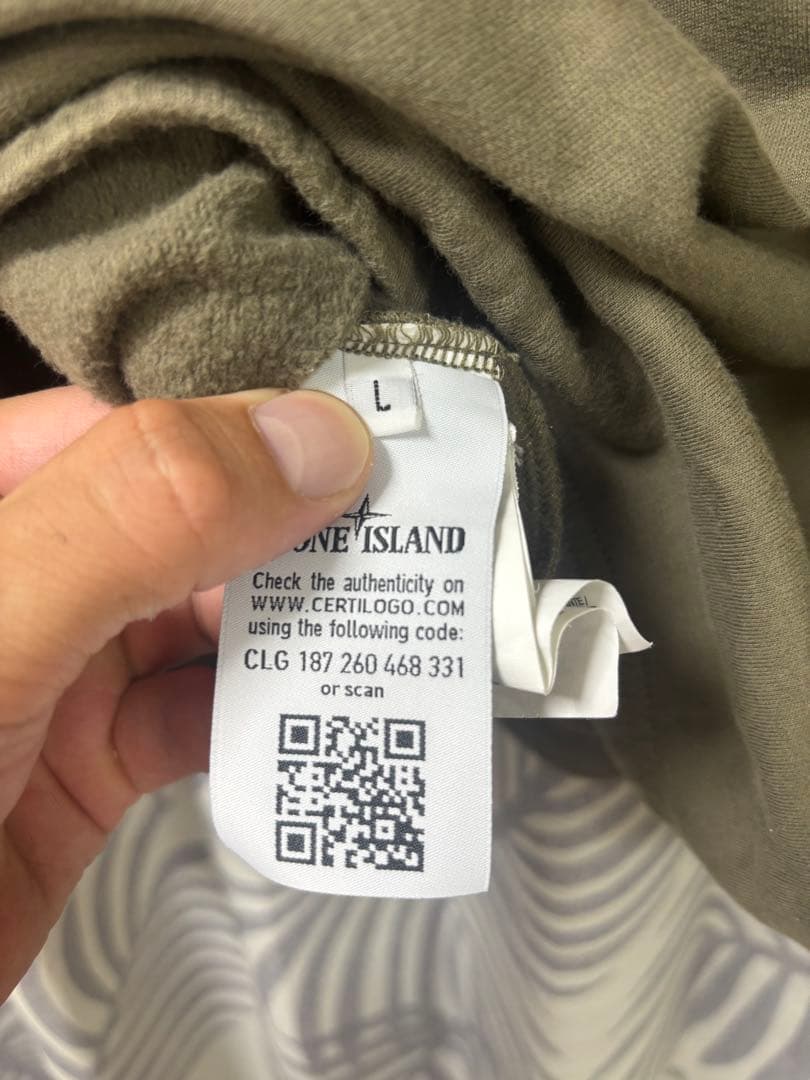 L
ONE ISLAND
Check the authenticity on
WWW.CERTILOGO.COM
using the following code:
CLG 187 260 468 331
or scan